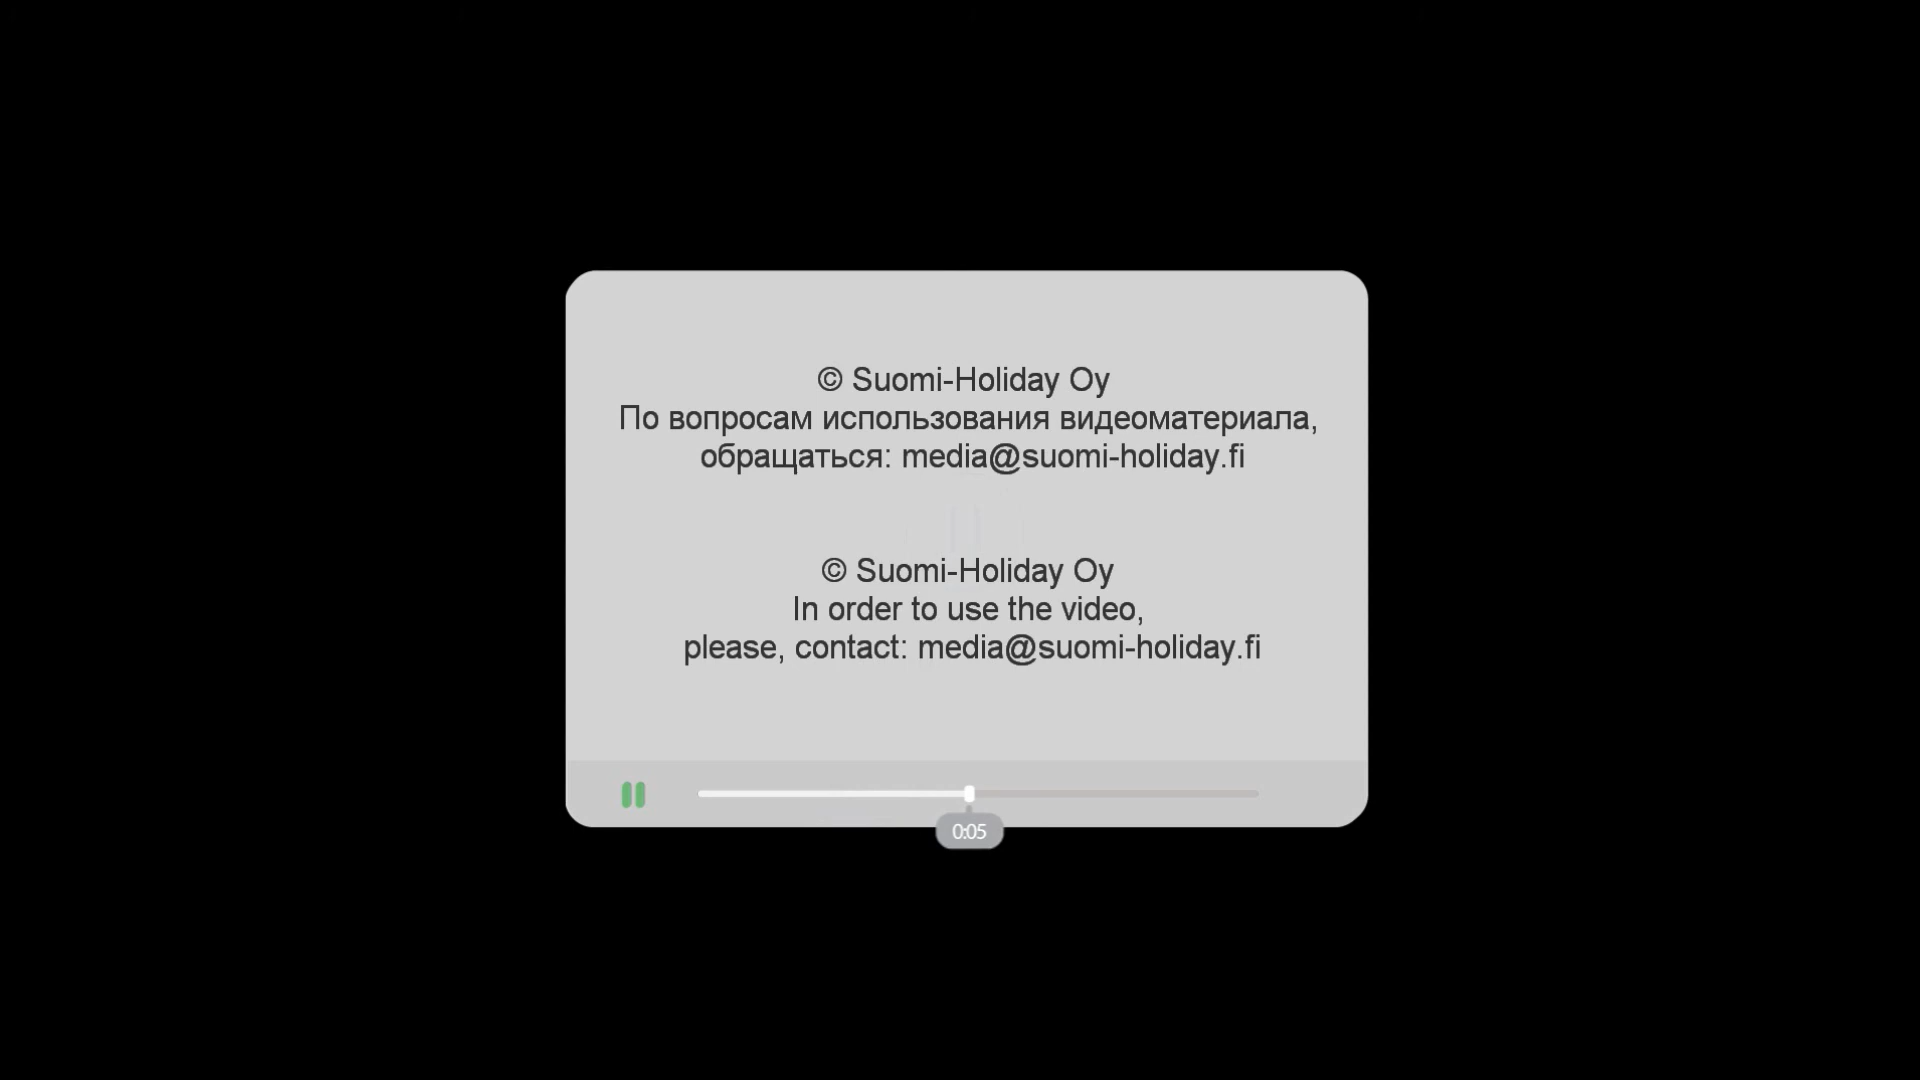 © Suomi-Holiday Oy
По вопросам использования видеоматериала,
обращаться: media@suomi-holiday.fi
© Suomi-Holiday Oy
In order to use the video,
please, contact: media@suomi-holiday.fi
0:05